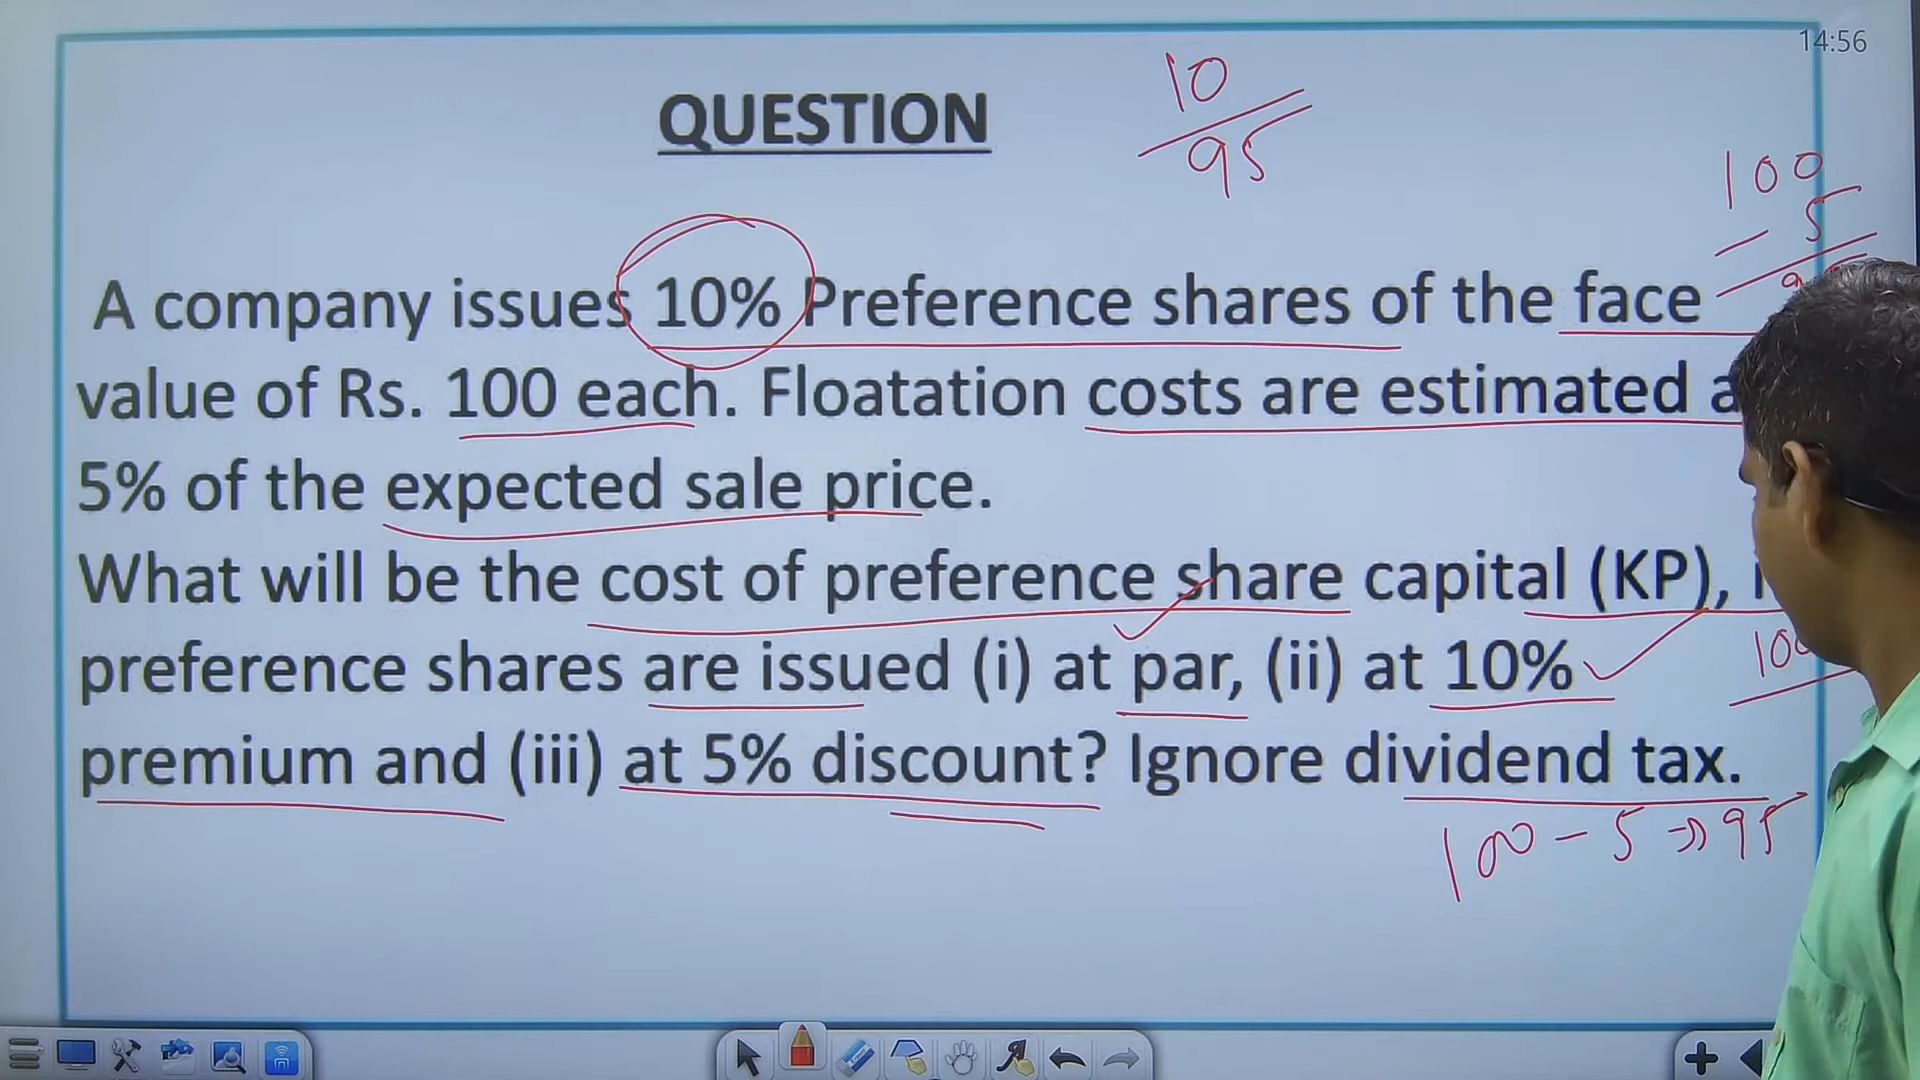 14:56
QUESTION
10
95
100
- 5
A company issues 10% Preference shares of the face
value of Rs. 100 each. Floatation costs are estimated
5% of the expected sale price.
What will be the cost of preference share capital (KP),
preference shares are issued (i) at par, (ii) at 10%
premium and (iii) at 5% discount? Ignore dividend tax.
100 - 5 → 95